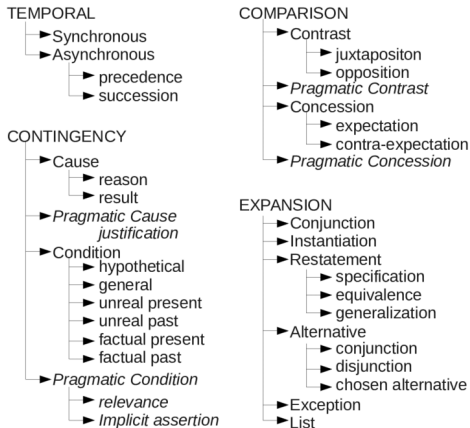 TEMPORAL
Synchronous
Asynchronous
precedence
succession
CONTINGENCY
Cause
reason
result
Pragmatic Cause
justification
Condition
hypothetical
general
unreal present
unreal past
factual present
factual past
Pragmatic Condition
relevance
Implicit assertion
COMPARISON
Contrast
juxtapositon
opposition
Pragmatic Contrast
Concession
expectation
contra-expectation
Pragmatic Concession
EXPANSION
Conjunction
Instantiation
Restatement
specification
equivalence
generalization
Alternative
conjunction
disjunction
chosen alternative
Exception
List